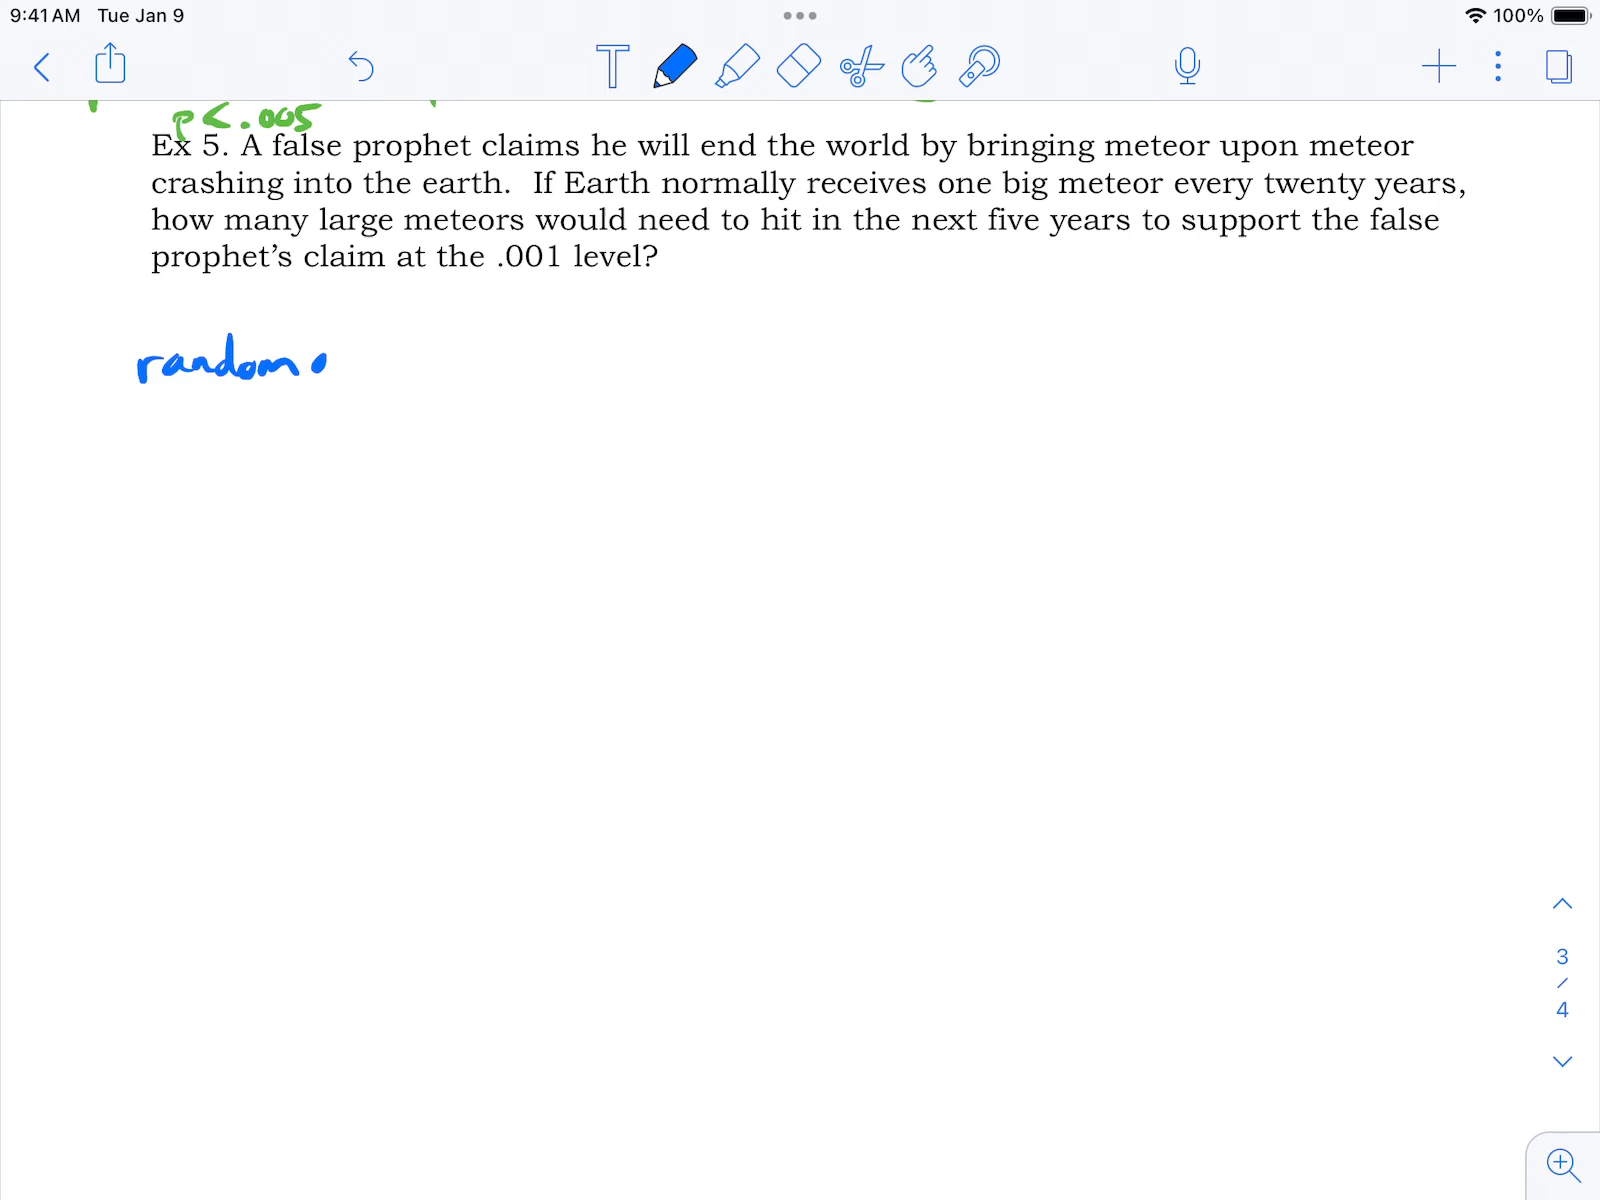 9:41 AM Tue Jan 9
100%
T
p<.005
Ex 5. A false prophet claims he will end the world by bringing meteor upon meteor
crashing into the earth. If Earth normally receives one big meteor every twenty years,
how many large meteors would need to hit in the next five years to support the false
prophet's claim at the .001 level?
random
3
/
4